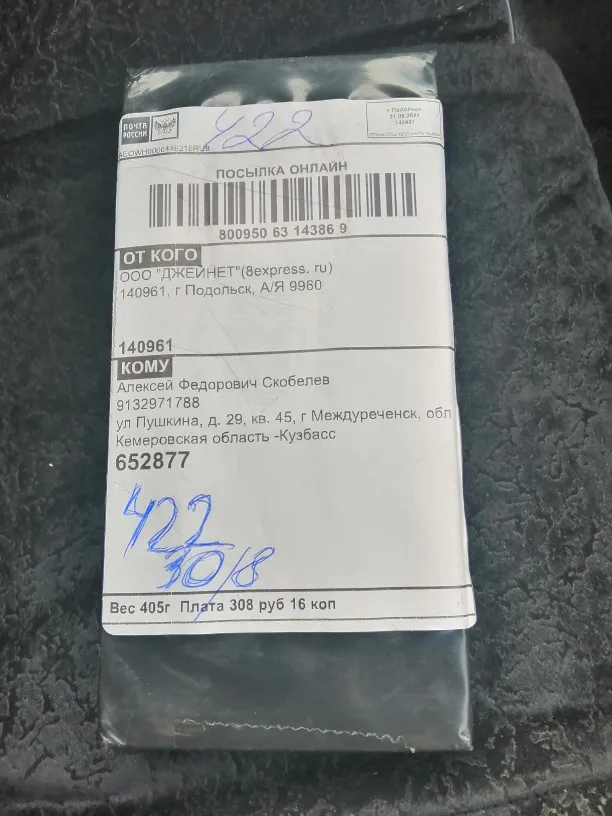 ПОЧТА
РОССИИ
422
г Подольск
140961
ПОСЫЛКА ОНЛАЙН
800950 63 14386 9
ОТ КОГО
ООО "ДЖЕЙНЕТ"(8express. ru)
140961, г Подольск, А/Я 9960
140961
КОМУ
Алексей Федорович Скобелев
9132971788
ул Пушкина, д. 29, кв. 45, г Междуреченск, обл
Кемеровская область -Кузбасс
652877
422
30/8
Вес 405г Плата 308 руб 16 коп